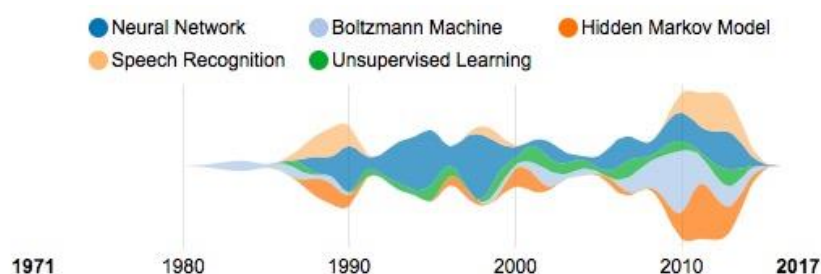 Neural Network Boltzmann Machine Hidden Markov Model
Speech Recognition Unsupervised Learning
1971 1980 1990 2000 2010 2017